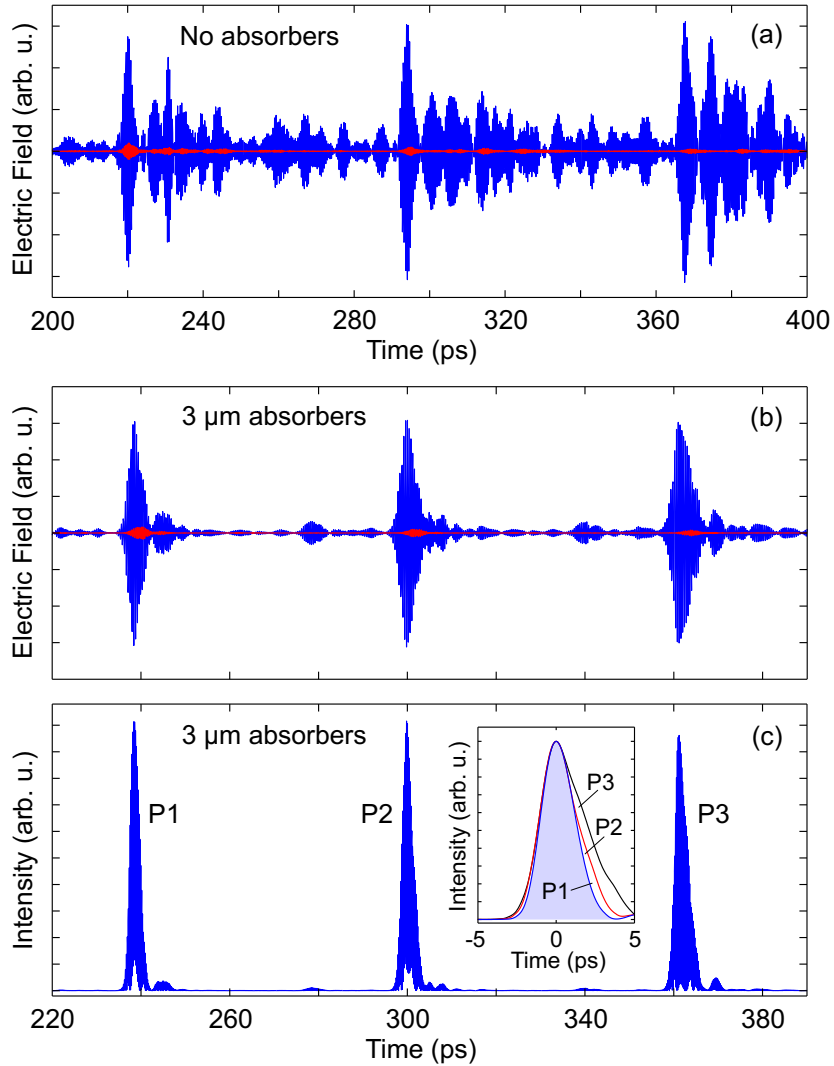 No absorbers
(a)
Electric Field (arb. u.)
200 240 280 320 360 400
Time (ps)
3 µm absorbers
(b)
Electric Field (arb. u.)
3 µm absorbers
(c)
P1
P2
P3
Intensity (arb. u.)
P3
P2
P1
Intensity (arb. u.)
-5 0 5
Time (ps)
220 260 300 340 380
Time (ps)